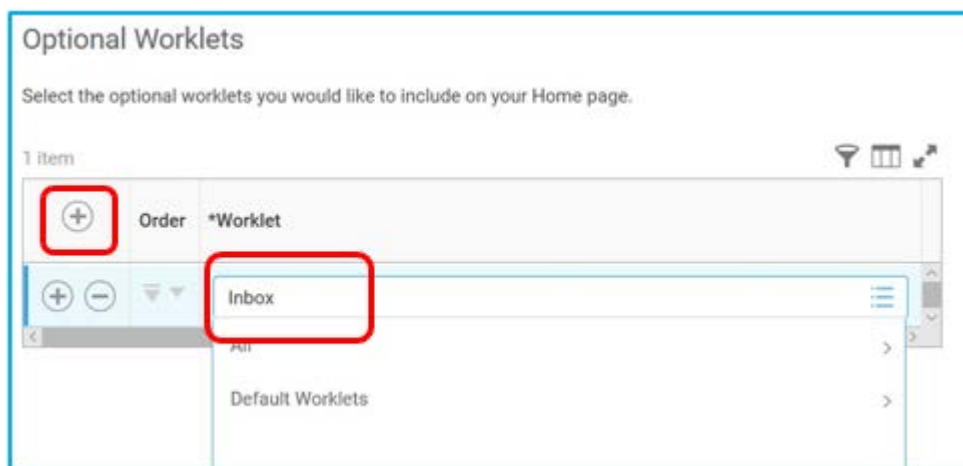 Optional Worklets
Select the optional worklets you would like to include on your Home page.
1 item
Order *Worklet
Inbox
All
Default Worklets